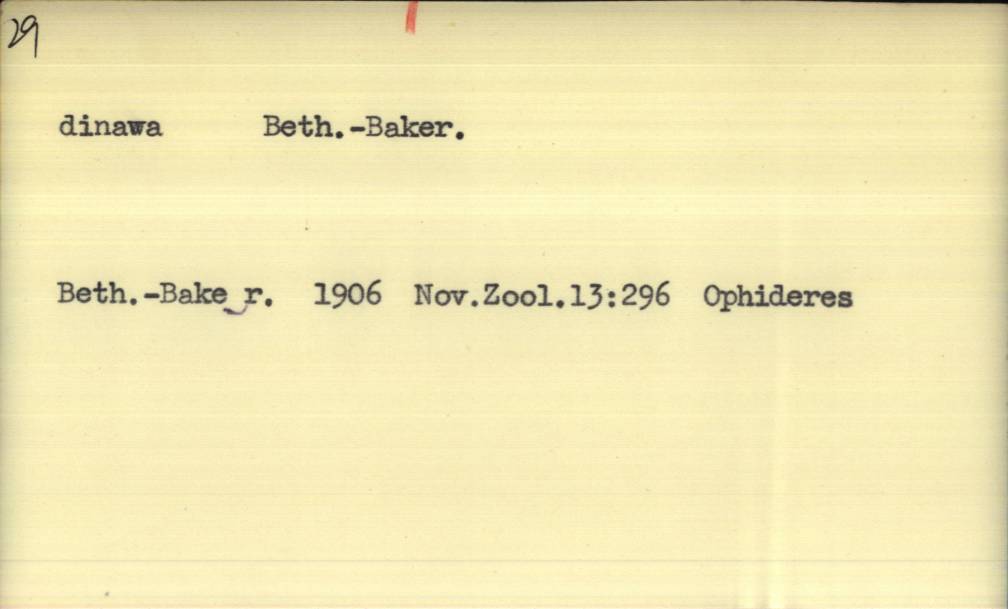 29
dinawa Beth.-Baker.
Beth.-Bake r. 1906 Nov.Zool.13:296 Ophideres